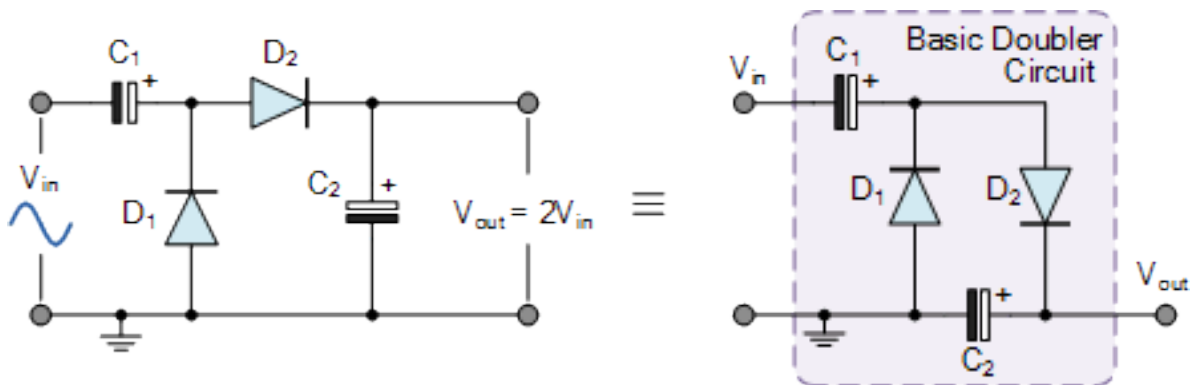 C1
+
D2
Vin
D1
C2
+
Vout = 2Vin
≡
Basic Doubler
Circuit
Vin
C1
+
D1
D2
+
C2
Vout